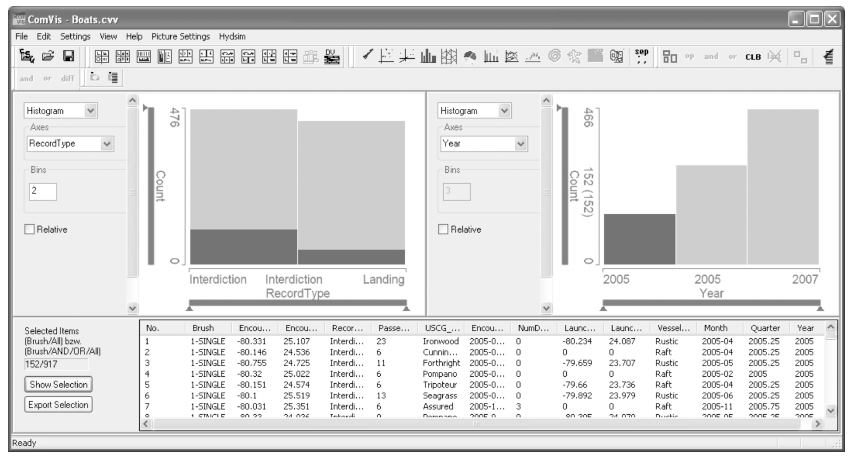 ComVis - Boats.cvv
File Edit Settings View Help Picture Settings Hydsim
sep op and or CLB
and or diff
Histogram
Axes
RecordType
Bins
2
Relative
476
Count
0
Interdiction Interdiction Landing
RecordType
Histogram
Axes
Year
Bins
3
Relative
466
152 (152)
Count
0
2005 2005 2007
Year
Selected Items
(Brush/All) bzw.
(Brush/AND/OR/All)
152/917
Show Selection
Export Selection
No. Brush Encou... Encou... Recor... Passe... USCG_... Encou... NumD... Launc... Launc... Vessel... Month Quarter Year
1 1-SINGLE -80.331 25.107 Interdi... 23 Ironwood 2005-0... 0 -80.234 24.087 Rustic 2005-04 2005.25 2005
2 1-SINGLE -80.146 24.536 Interdi... 6 Cunnin... 2005-0... 0 0 0 Raft 2005-04 2005.25 2005
3 1-SINGLE -80.755 24.725 Interdi... 11 Forthright 2005-0... 0 -79.659 23.707 Rustic 2005-05 2005.25 2005
4 1-SINGLE -80.32 25.022 Interdi... 6 Pompano 2005-0... 0 0 0 Raft 2005-02 2005 2005
5 1-SINGLE -80.151 24.574 Interdi... 6 Tripoteur 2005-0... 0 -79.66 23.736 Raft 2005-04 2005.25 2005
6 1-SINGLE -80.1 25.519 Interdi... 13 Seagrass 2005-0... 0 -79.892 23.979 Rustic 2005-06 2005.25 2005
7 1-SINGLE -80.031 25.351 Interdi... 6 Assured 2005-1... 3 0 0 Raft 2005-11 2005.75 2005
Ready